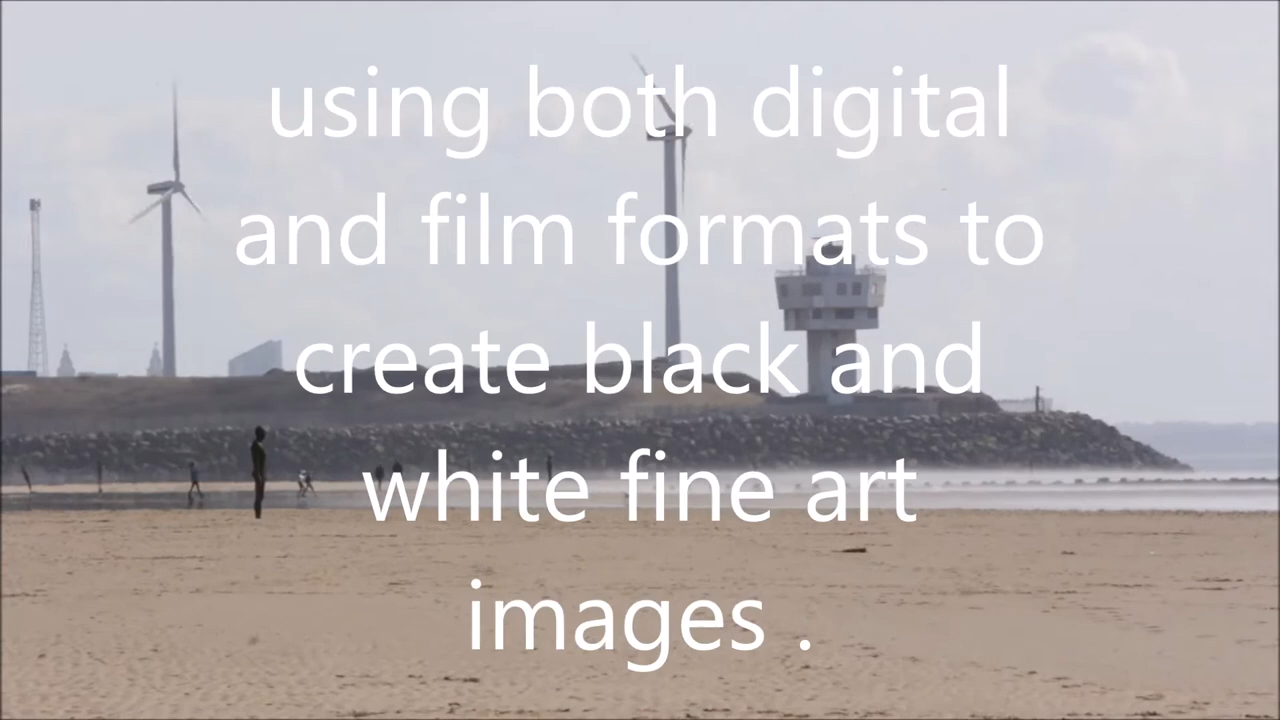 using both digital
and film formats to
create black and
white fine art
images .